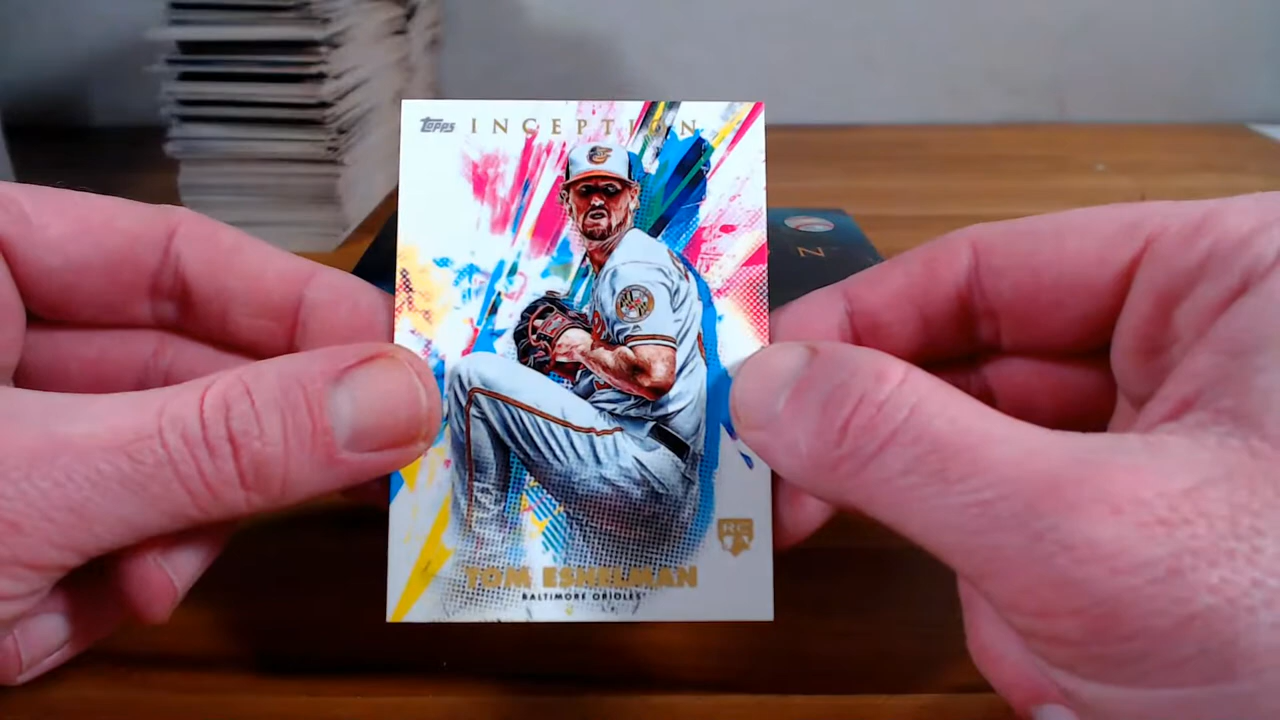 Topps INCEPTION
N
RC
TOM ESHELMAN
BALTIMORE ORIOLES